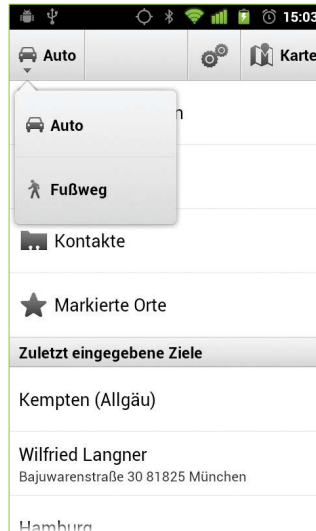 15:03
Auto
Karte
Auto
n
Fußweg
Kontakte
Markierte Orte
Zuletzt eingegebene Ziele
Kempten (Allgäu)
Wilfried Langner
Bajuwarenstraße 30 81825 München
Hamburg